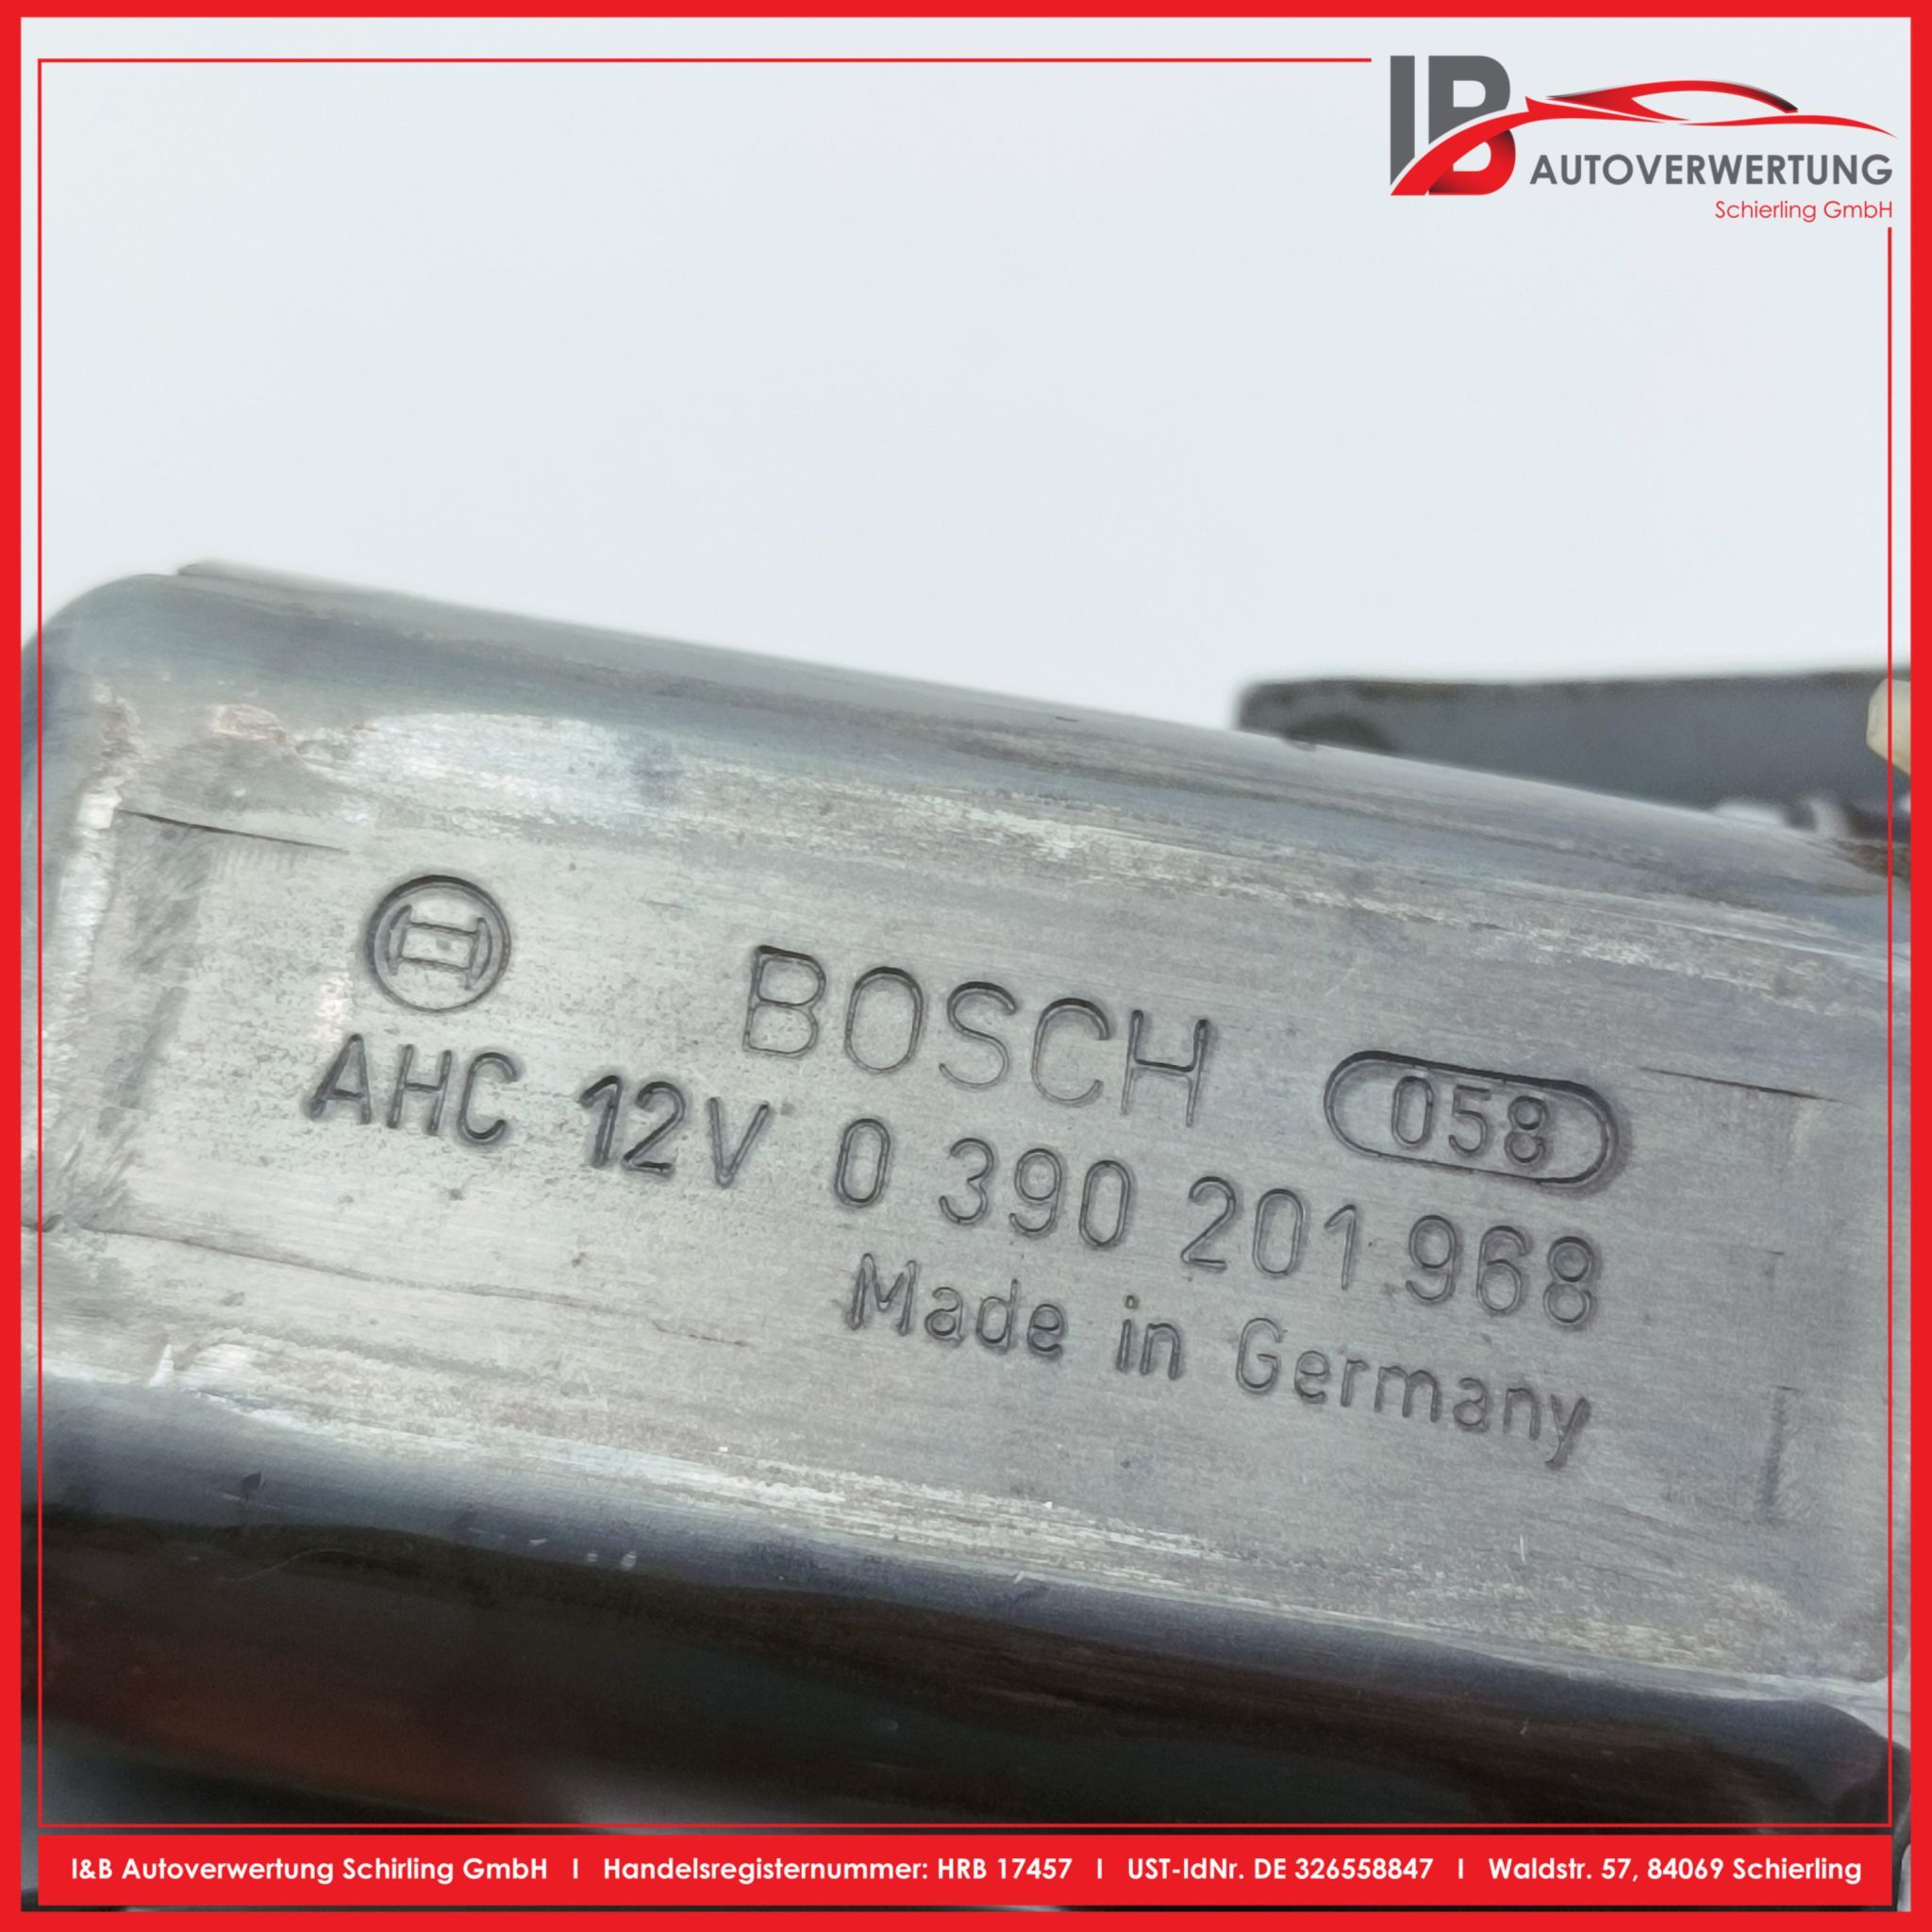 IB
AUTOVERWERTUNG
Schierling GmbH
BOSCH 058
AHC 12V 0 390 201 968
Made in Germany
I&B Autoverwertung Schirling GmbH I Handelsregisternummer: HRB 17457 I UST-IdNr. DE 326558847 I Waldstr. 57, 84069 Schierling